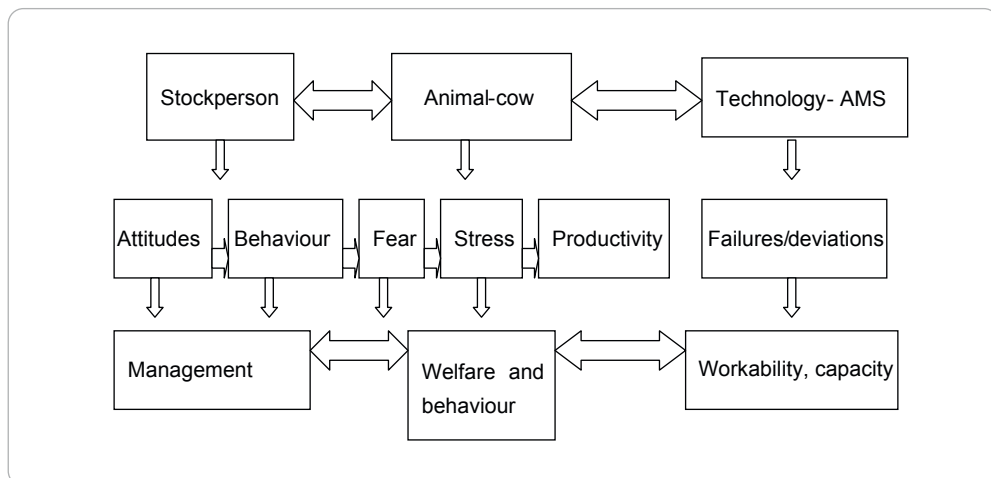 Stockperson
Animal-cow
Technology- AMS
Attitudes
Behaviour
Fear
Stress
Productivity
Failures/deviations
Management
Welfare and
behaviour
Workability, capacity